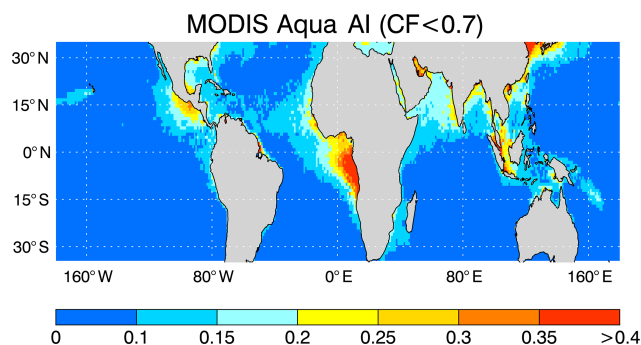 MODIS Aqua AI (CF<0.7)
30° N
15° N
0° N
15° S
30° S
160° W 80° W 0° E 80° E 160° E
0 0.1 0.15 0.2 0.25 0.3 0.35 >0.4